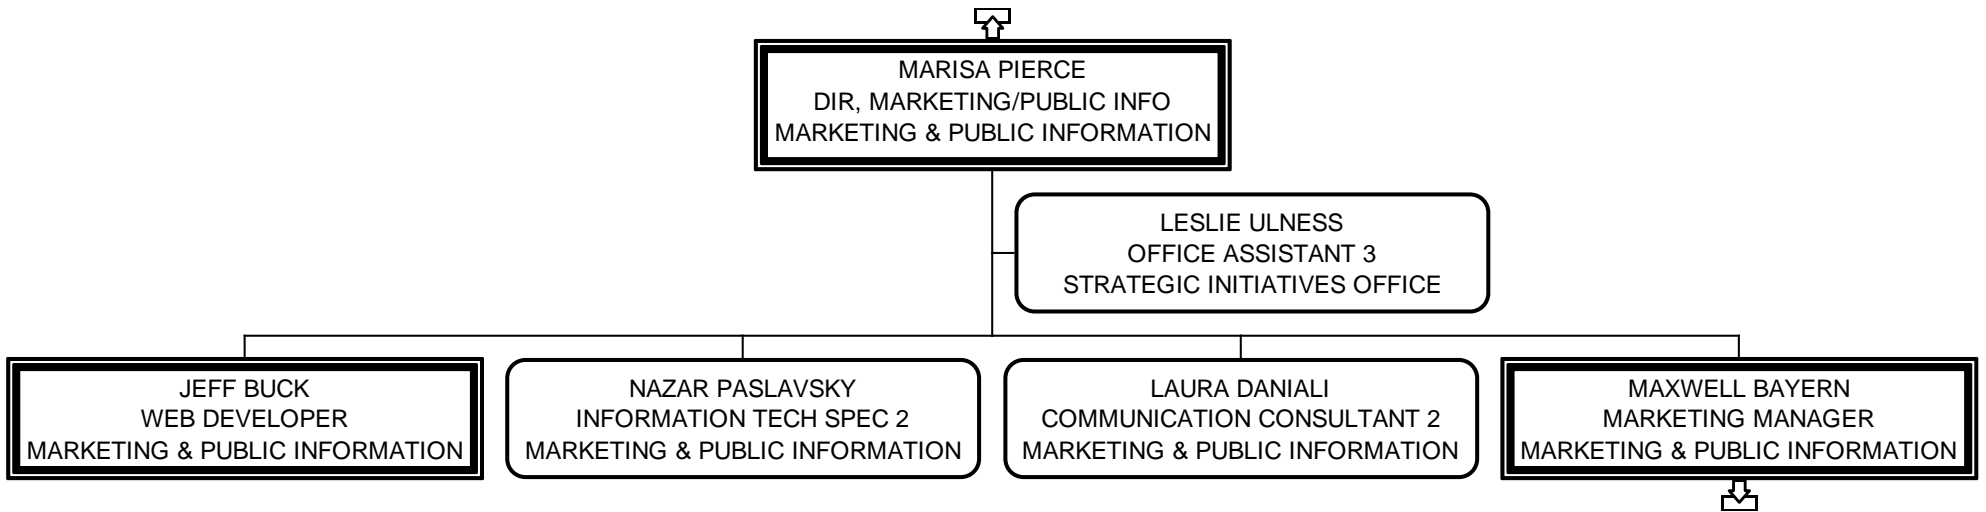 MARISA PIERCE
DIR, MARKETING/PUBLIC INFO
MARKETING & PUBLIC INFORMATION
LESLIE ULNESS
OFFICE ASSISTANT 3
STRATEGIC INITIATIVES OFFICE
JEFF BUCK
WEB DEVELOPER
MARKETING & PUBLIC INFORMATION
NAZAR PASLAVSKY
INFORMATION TECH SPEC 2
MARKETING & PUBLIC INFORMATION
LAURA DANIALI
COMMUNICATION CONSULTANT 2
MARKETING & PUBLIC INFORMATION
MAXWELL BAYERN
MARKETING MANAGER
MARKETING & PUBLIC INFORMATION